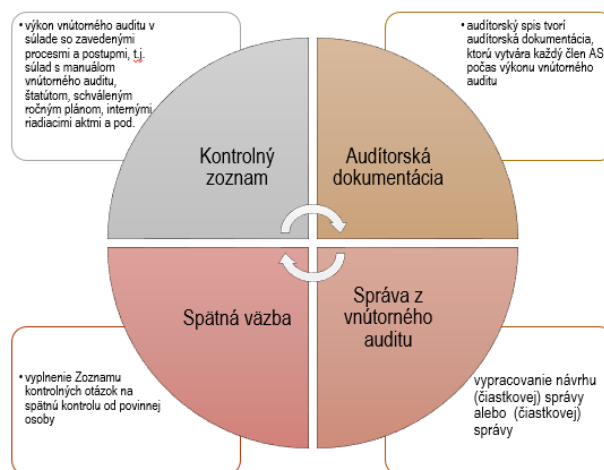 • výkon vnútorného auditu v
súlade so zavedenými
procesmi a postupmi, t.j.
súlad s manuálom
vnútorného auditu,
štatútom, schváleným
ročným plánom, internými
riadiacimi aktmi a pod.
• audítorský spis tvorí
audítorská dokumentácia,
ktorú vytvára každý člen AS
počas výkonu vnútorného
auditu
Kontrolný
zoznam
Audítorská
dokumentácia
Spätná väzba
Správa z
vnútorného
auditu
• vyplnenie Zoznamu
kontrolných otázok na
spätnú kontrolu od povinnej
osoby
vypracovanie návrhu
(čiastkovej) správy
alebo (čiastkovej)
správy